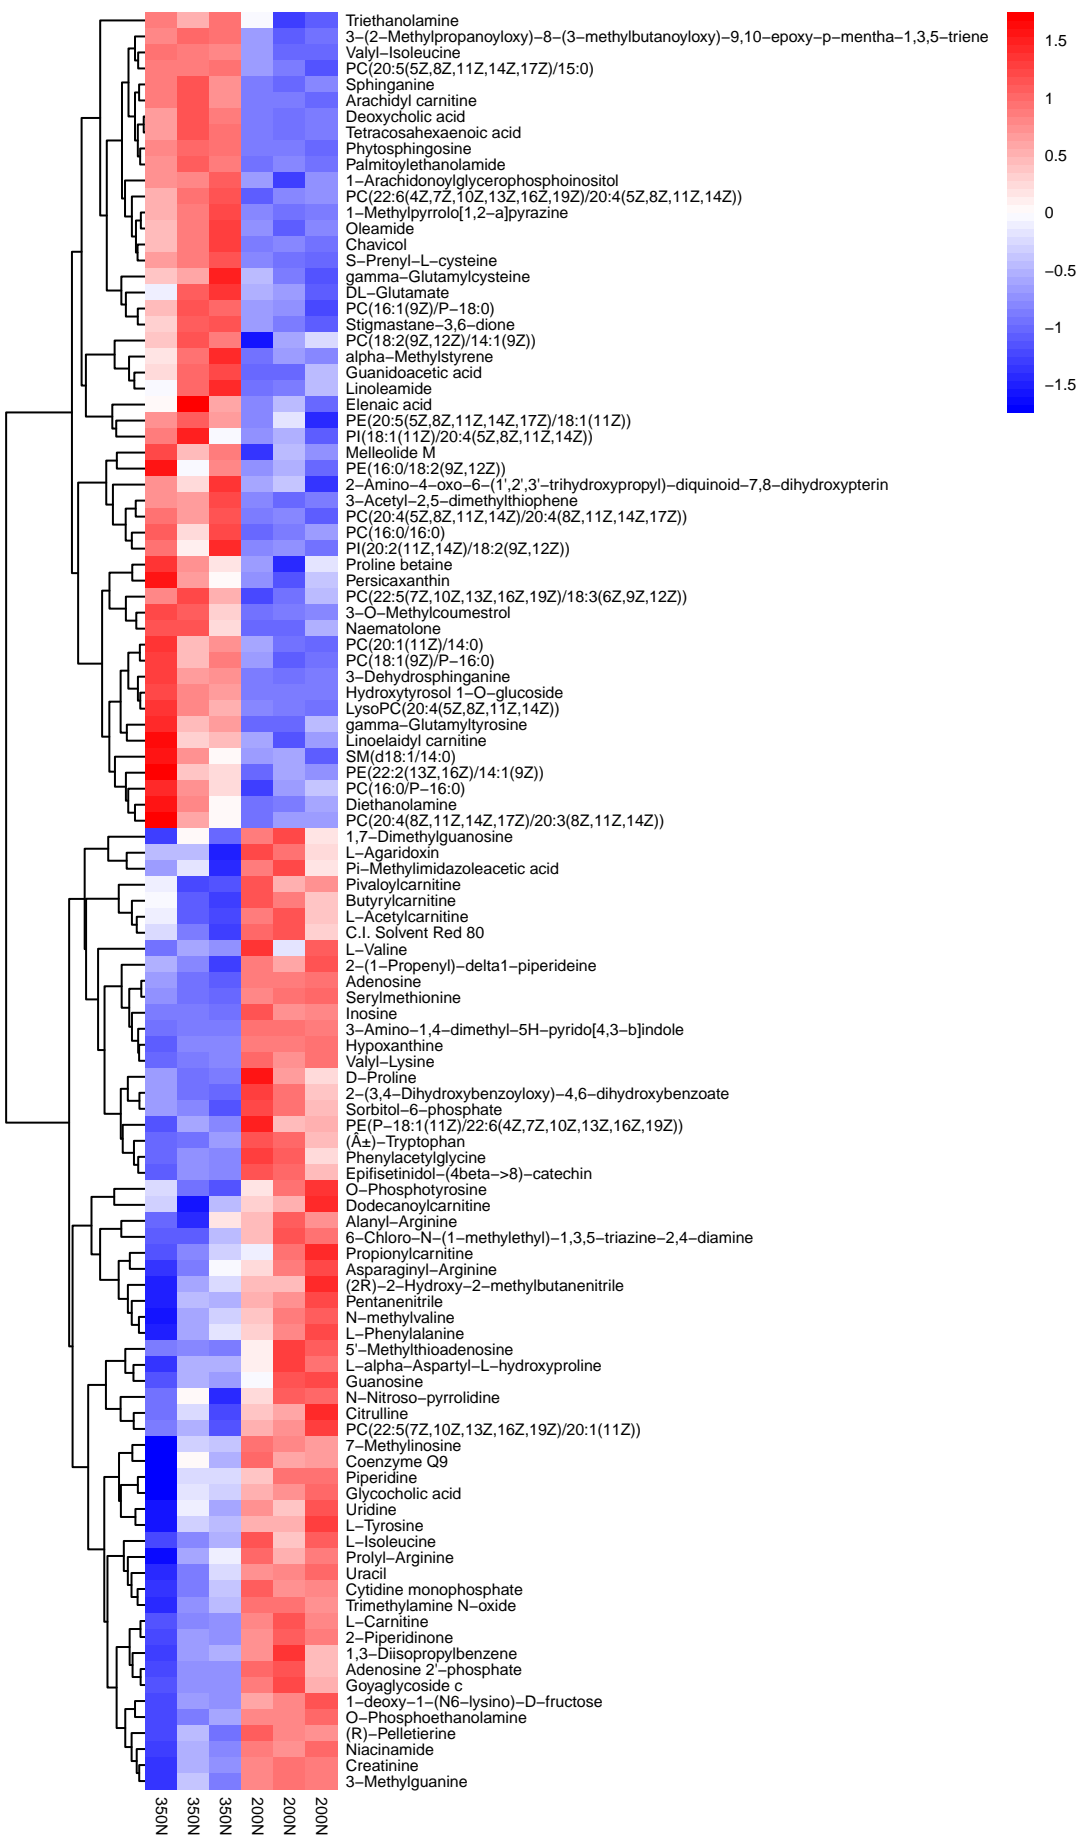 Triethanolamine
3−(2−Methylpropanoyloxy)−8−(3−methylbutanoyloxy)−9,10−epoxy−p−mentha−1,3,5−triene
Valyl−Isoleucine
PC(20:5(5Z,8Z,11Z,14Z,17Z)/15:0)
Sphinganine
Arachidyl carnitine
Deoxycholic acid
Tetracosahexaenoic acid
Phytosphingosine
Palmitoylethanolamide
1−Arachidonoylglycerophosphoinositol
PC(22:6(4Z,7Z,10Z,13Z,16Z,19Z)/20:4(5Z,8Z,11Z,14Z))
1−Methylpyrrolo[1,2−a]pyrazine
Oleamide
Chavicol
S−Prenyl−L−cysteine
gamma−Glutamylcysteine
DL−Glutamate
PC(16:1(9Z)/P−18:0)
Stigmastane−3,6−dione
PC(18:2(9Z,12Z)/14:1(9Z))
alpha−Methylstyrene
Guanidoacetic acid
Linoleamide
Elenaic acid
PE(20:5(5Z,8Z,11Z,14Z,17Z)/18:1(11Z))
PI(18:1(11Z)/20:4(5Z,8Z,11Z,14Z))
Melleolide M
PE(16:0/18:2(9Z,12Z))
2−Amino−4−oxo−6−(1',2',3'−trihydroxypropyl)−diquinoid−7,8−dihydroxypterin
3−Acetyl−2,5−dimethylthiophene
PC(20:4(5Z,8Z,11Z,14Z)/20:4(8Z,11Z,14Z,17Z))
PC(16:0/16:0)
PI(20:2(11Z,14Z)/18:2(9Z,12Z))
Proline betaine
Persicaxanthin
PC(22:5(7Z,10Z,13Z,16Z,19Z)/18:3(6Z,9Z,12Z))
3−O−Methylcoumestrol
Naematolone
PC(20:1(11Z)/14:0)
PC(18:1(9Z)/P−16:0)
3−Dehydrosphinganine
Hydroxytyrosol 1−O−glucoside
LysoPC(20:4(5Z,8Z,11Z,14Z))
gamma−Glutamyltyrosine
Linoelaidyl carnitine
SM(d18:1/14:0)
PE(22:2(13Z,16Z)/14:1(9Z))
PC(16:0/P−16:0)
Diethanolamine
PC(20:4(8Z,11Z,14Z,17Z)/20:3(8Z,11Z,14Z))
1,7−Dimethylguanosine
L−Agaridoxin
Pi−Methylimidazoleacetic acid
Pivaloylcarnitine
Butyrylcarnitine
L−Acetylcarnitine
C.I. Solvent Red 80
L−Valine
2−(1−Propenyl)−delta1−piperideine
Adenosine
Serylmethionine
Inosine
3−Amino−1,4−dimethyl−5H−pyrido[4,3−b]indole
Hypoxanthine
Valyl−Lysine
D−Proline
2−(3,4−Dihydroxybenzoyloxy)−4,6−dihydroxybenzoate
Sorbitol−6−phosphate
PE(P−18:1(11Z)/22:6(4Z,7Z,10Z,13Z,16Z,19Z))
(Â±)−Tryptophan
Phenylacetylglycine
Epifisetinidol−(4beta−>8)−catechin
O−Phosphotyrosine
Dodecanoylcarnitine
Alanyl−Arginine
6−Chloro−N−(1−methylethyl)−1,3,5−triazine−2,4−diamine
Propionylcarnitine
Asparaginyl−Arginine
(2R)−2−Hydroxy−2−methylbutanenitrile
Pentanenitrile
N−methylvaline
L−Phenylalanine
5'−Methylthioadenosine
L−alpha−Aspartyl−L−hydroxyproline
Guanosine
N−Nitroso−pyrrolidine
Citrulline
PC(22:5(7Z,10Z,13Z,16Z,19Z)/20:1(11Z))
7−Methylinosine
Coenzyme Q9
Piperidine
Glycocholic acid
Uridine
L−Tyrosine
L−Isoleucine
Prolyl−Arginine
Uracil
Cytidine monophosphate
Trimethylamine N−oxide
L−Carnitine
2−Piperidinone
1,3−Diisopropylbenzene
Adenosine 2'−phosphate
Goyaglycoside c
1−deoxy−1−(N6−lysino)−D−fructose
O−Phosphoethanolamine
(R)−Pelletierine
Niacinamide
Creatinine
3−Methylguanine
350N
350N
350N
200N
200N
200N
1.5
1
0.5
0
−0.5
−1
−1.5